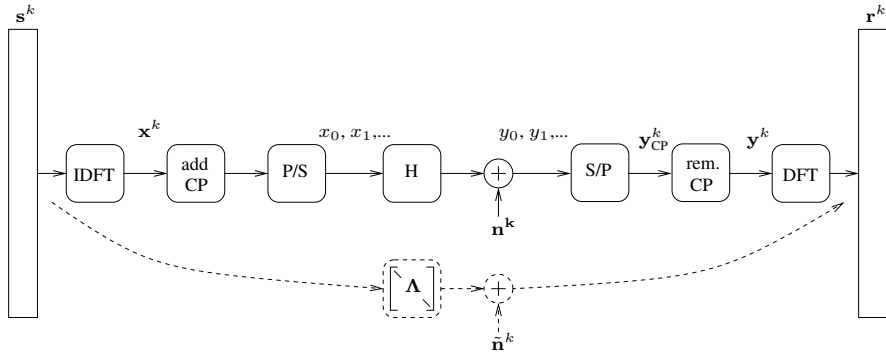 s^k
r^k
x^k
x_0, x_1,...
y_0, y_1,...
y_CP^k
y^k
IDFT
add
CP
P/S
H
+
S/P
rem.
CP
DFT
n^k
Λ
+
ñ^k